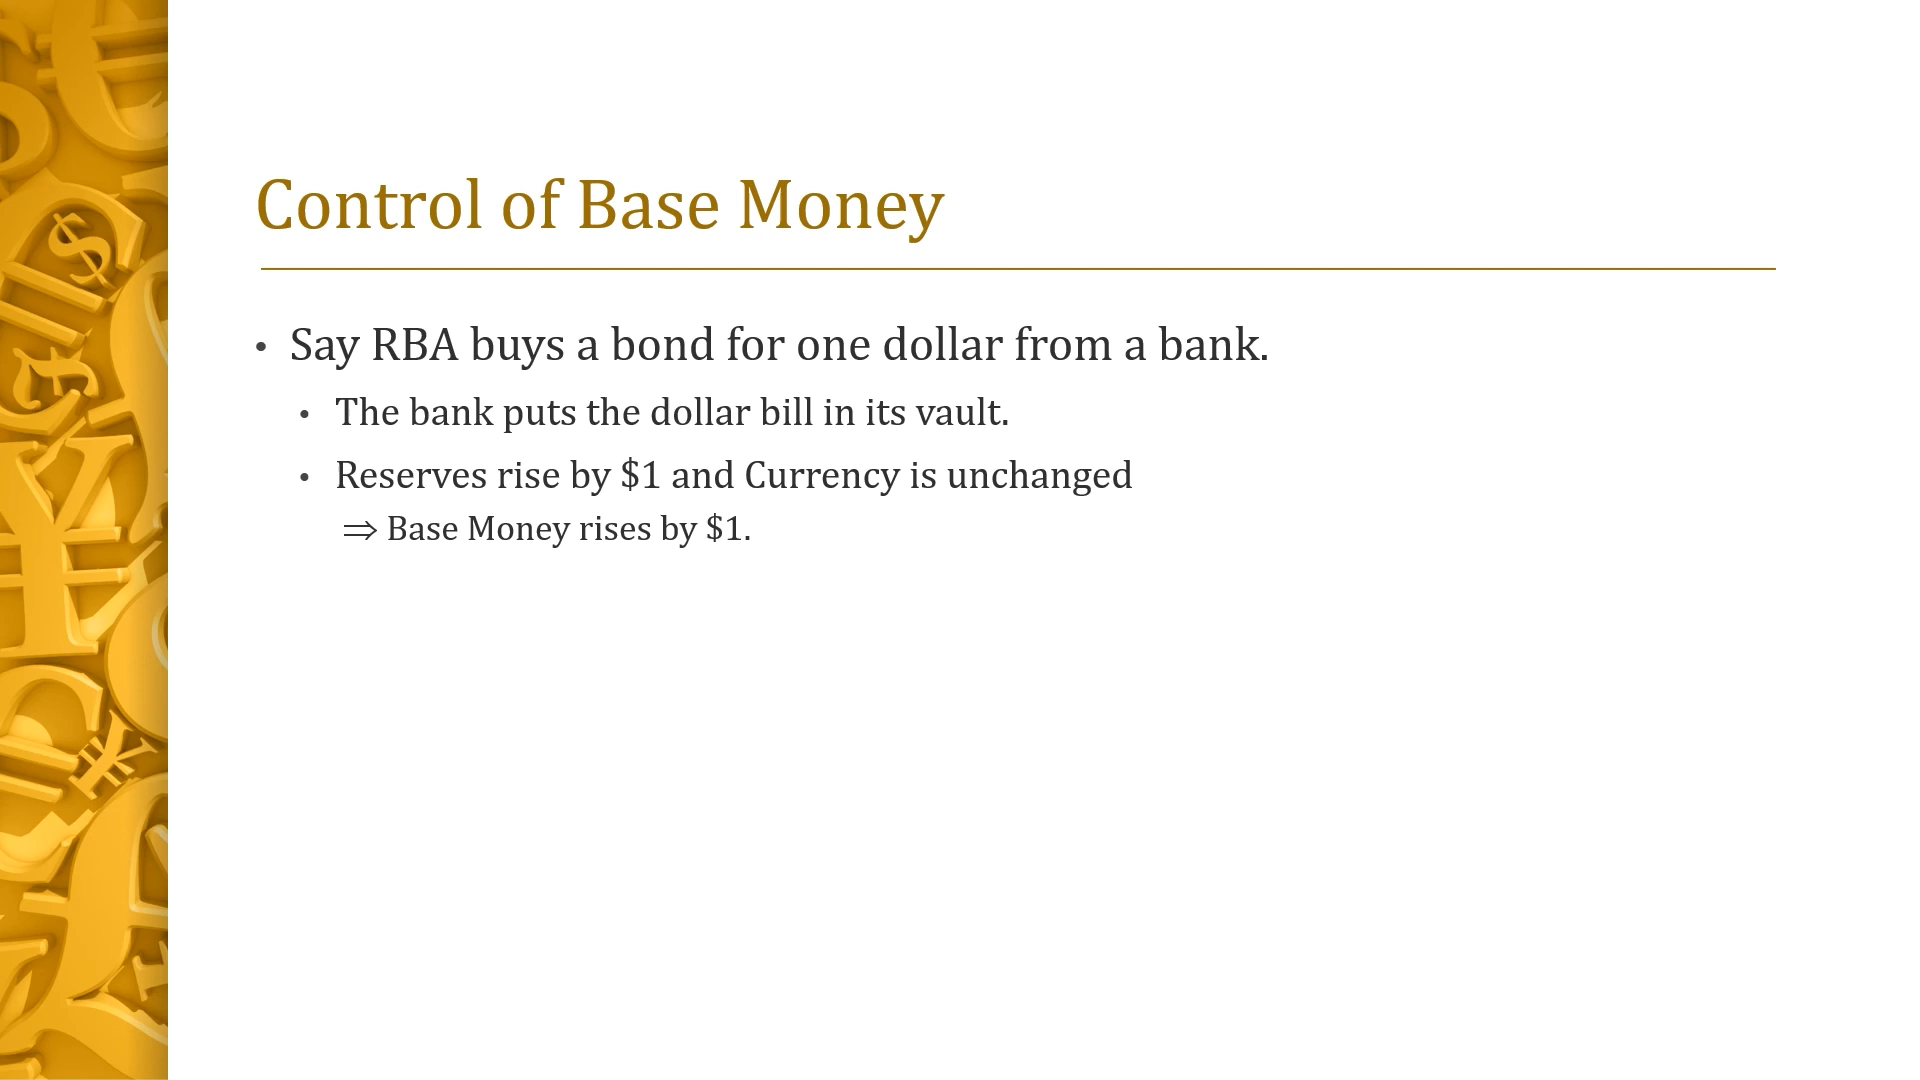 Control of Base Money
• Say RBA buys a bond for one dollar from a bank.
• The bank puts the dollar bill in its vault.
• Reserves rise by $1 and Currency is unchanged
⇒ Base Money rises by $1.